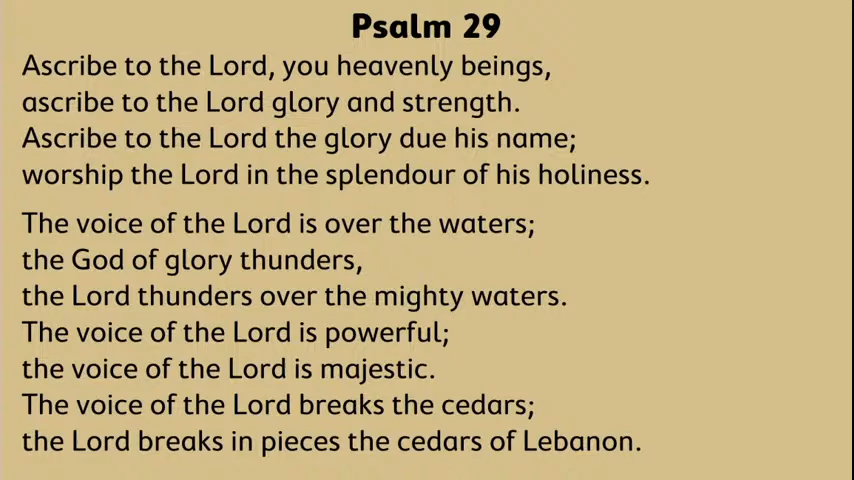 Psalm 29
Ascribe to the Lord, you heavenly beings,
ascribe to the Lord glory and strength.
Ascribe to the Lord the glory due his name;
worship the Lord in the splendour of his holiness.
The voice of the Lord is over the waters;
the God of glory thunders,
the Lord thunders over the mighty waters.
The voice of the Lord is powerful;
the voice of the Lord is majestic.
The voice of the Lord breaks the cedars;
the Lord breaks in pieces the cedars of Lebanon.